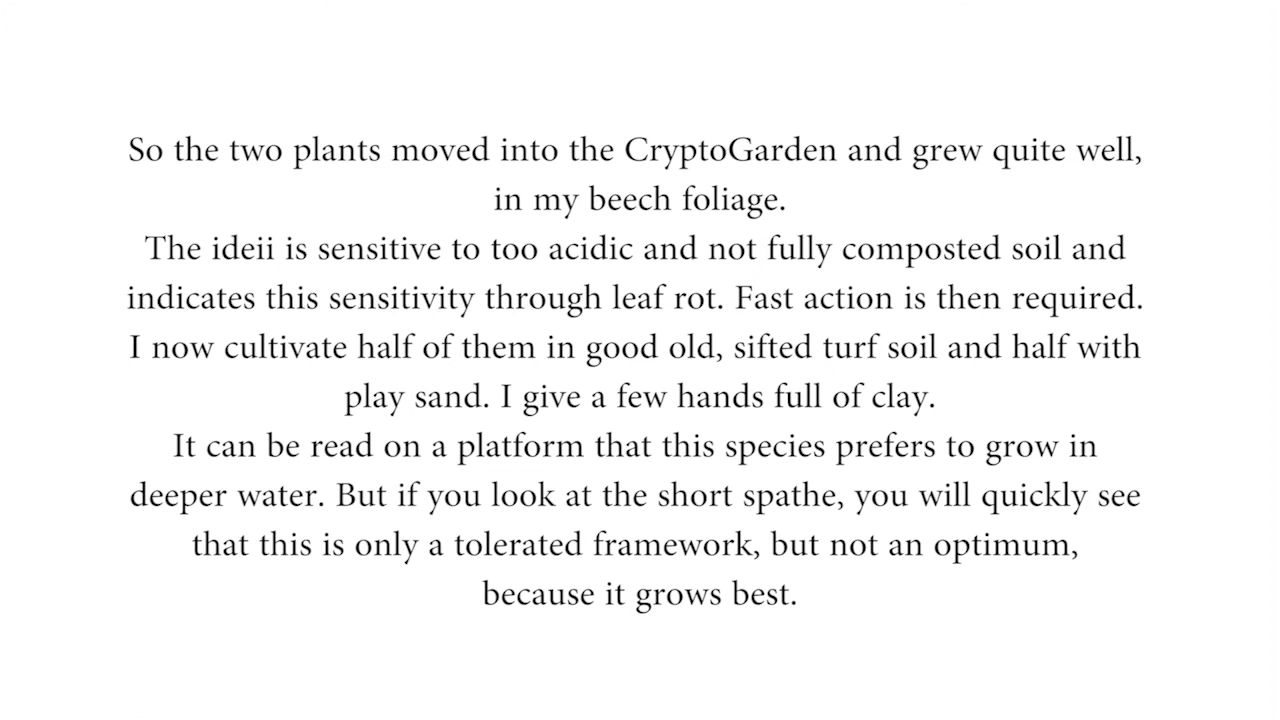 So the two plants moved into the CryptoGarden and grew quite well,
in my beech foliage.
The ideii is sensitive to too acidic and not fully composted soil and
indicates this sensitivity through leaf rot. Fast action is then required.
I now cultivate half of them in good old, sifted turf soil and half with
play sand. I give a few hands full of clay.
It can be read on a platform that this species prefers to grow in
deeper water. But if you look at the short spathe, you will quickly see
that this is only a tolerated framework, but not an optimum,
because it grows best.